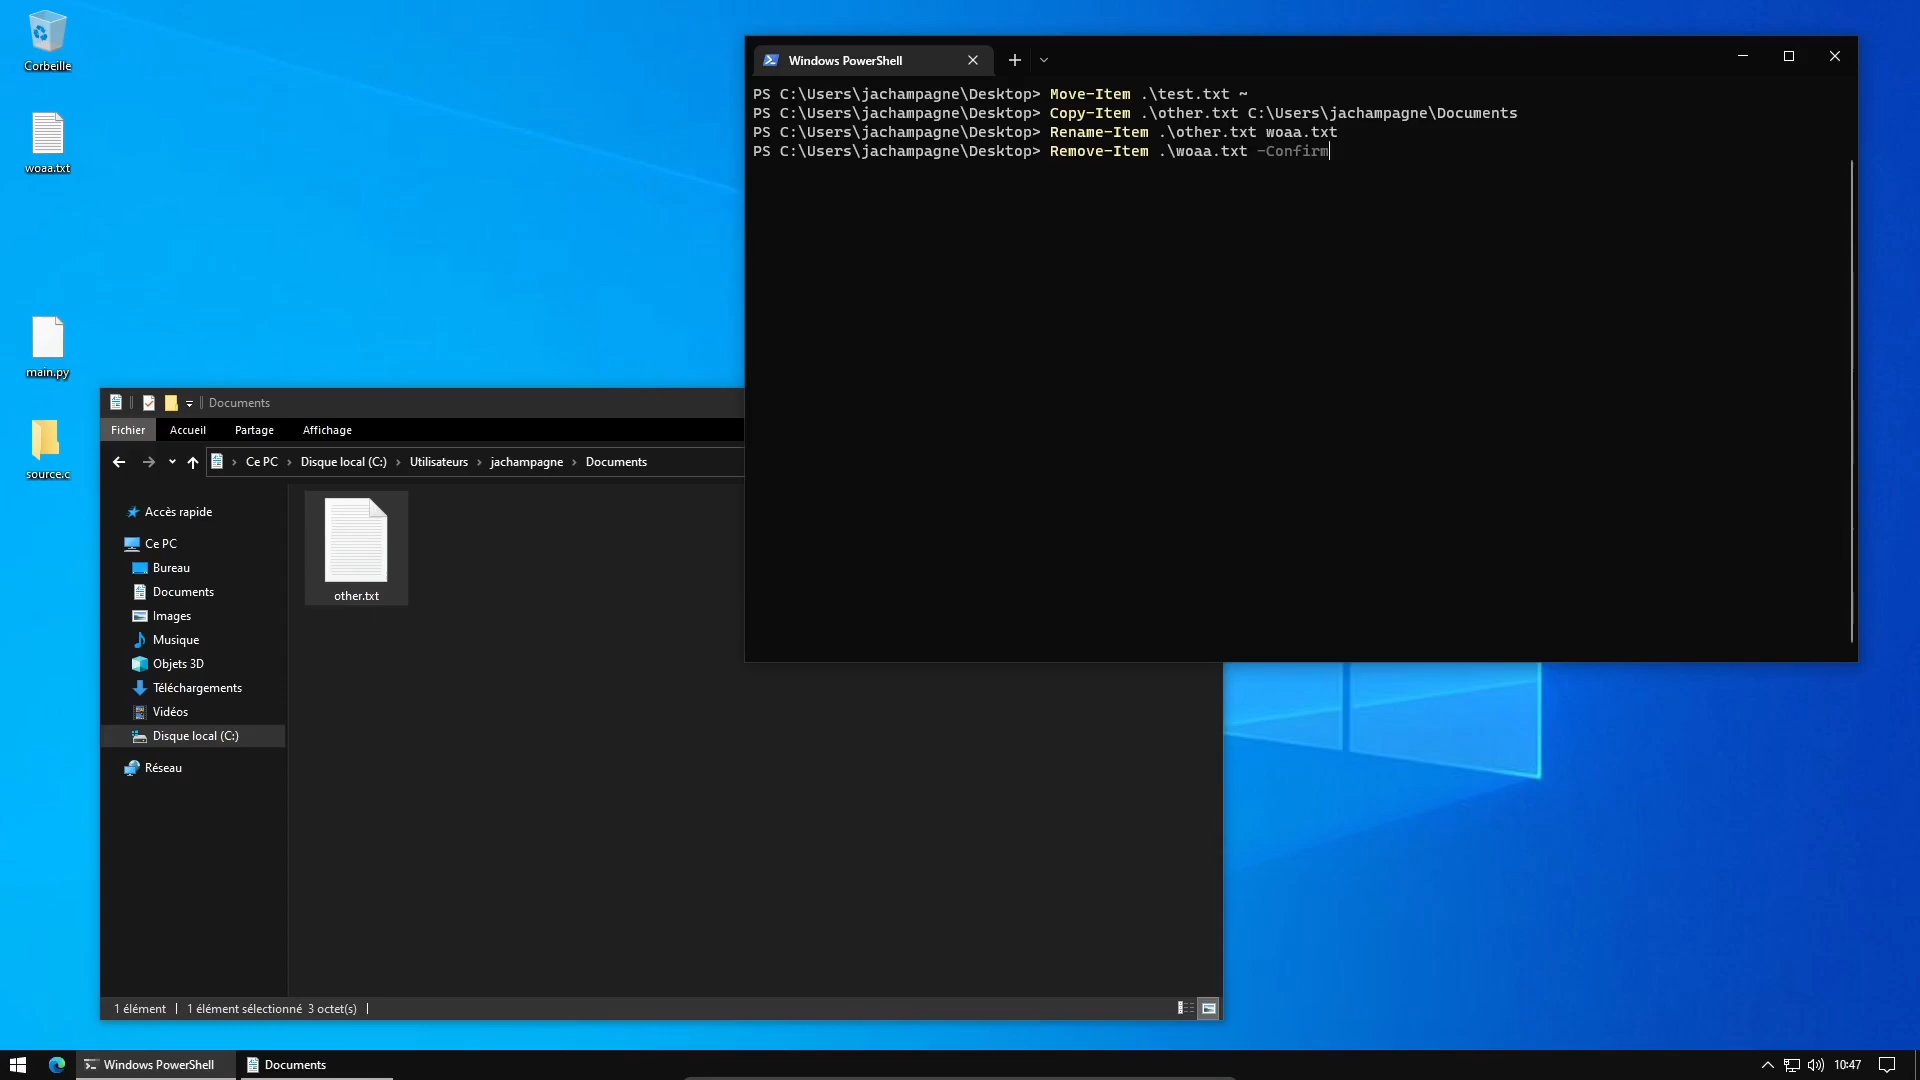 Corbeille
woaa.txt
main.py
source.c
Windows PowerShell
PS C:\Users\jachampagne\Desktop> Move-Item .\test.txt ~
PS C:\Users\jachampagne\Desktop> Copy-Item .\other.txt C:\Users\jachampagne\Documents
PS C:\Users\jachampagne\Desktop> Rename-Item .\other.txt woaa.txt
PS C:\Users\jachampagne\Desktop> Remove-Item .\woaa.txt -Confirm
Documents
Fichier Accueil Partage Affichage
Ce PC > Disque local (C:) > Utilisateurs > jachampagne > Documents
Accès rapide
Ce PC
Bureau
Documents
Images
Musique
Objets 3D
Téléchargements
Vidéos
Disque local (C:)
Réseau
other.txt
1 élément 1 élément sélectionné 3 octet(s)
Windows PowerShell Documents 10:47